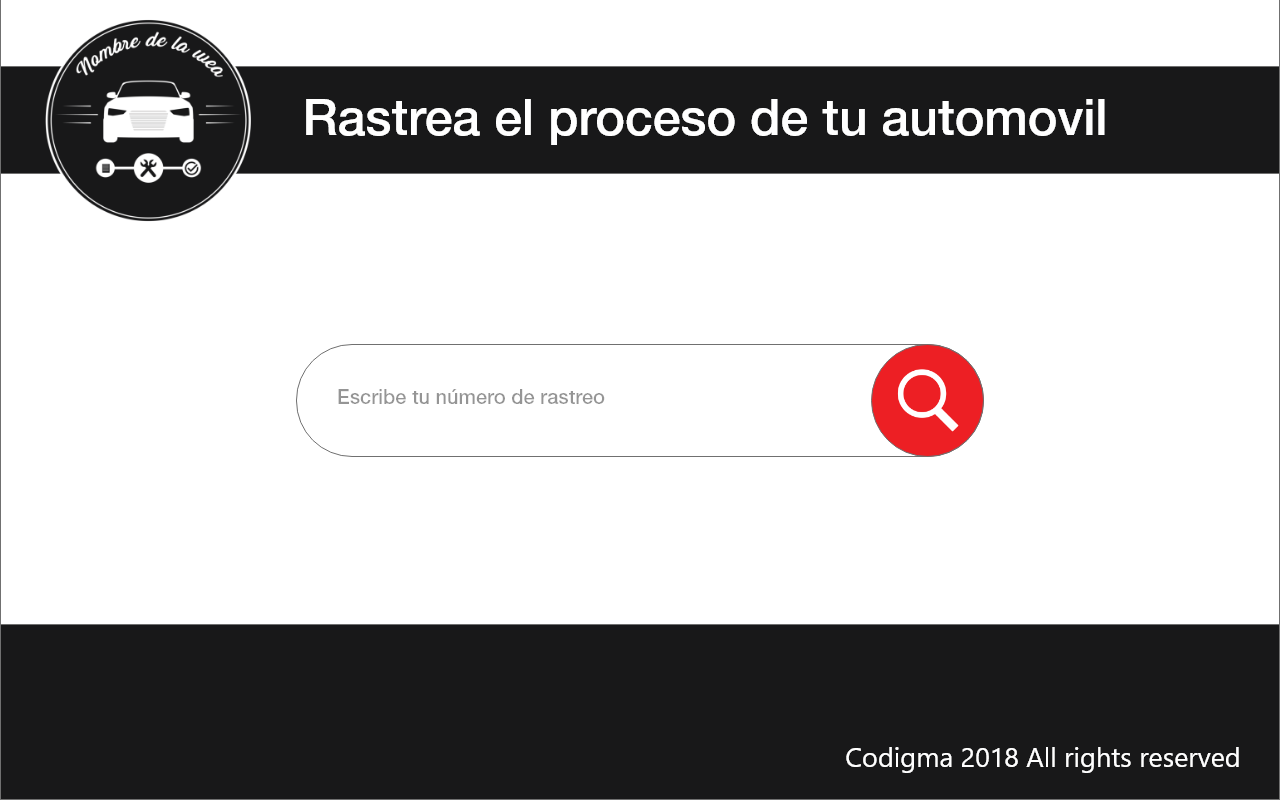 Nombre de la wea
Rastrea el proceso de tu automovil
Escribe tu número de rastreo
Codigma 2018 All rights reserved